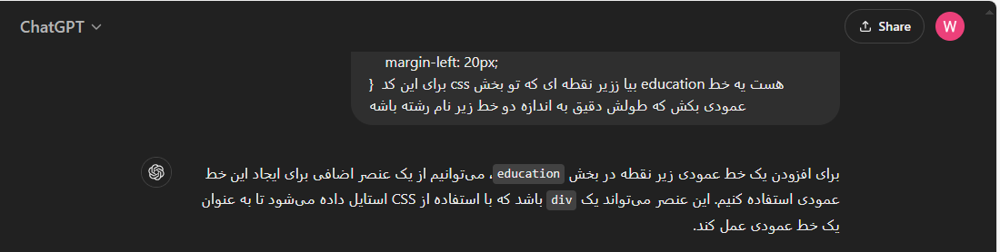 ChatGPT
Share
W
margin-left: 20px;
} برای این کد css بیا ززیر نقطه ای که تو بخش education هست یه خط
عمودی بکش که طولش دقیق به اندازه دو خط زیر نام رشته باشه
برای افزودن یک خط عمودی زیر نقطه در بخش education، می‌توانیم از یک عنصر اضافی برای ایجاد این خط
عمودی استفاده کنیم. این عنصر می‌تواند یک div باشد که با استفاده از CSS استایل داده می‌شود تا به عنوان
یک خط عمودی عمل کند.